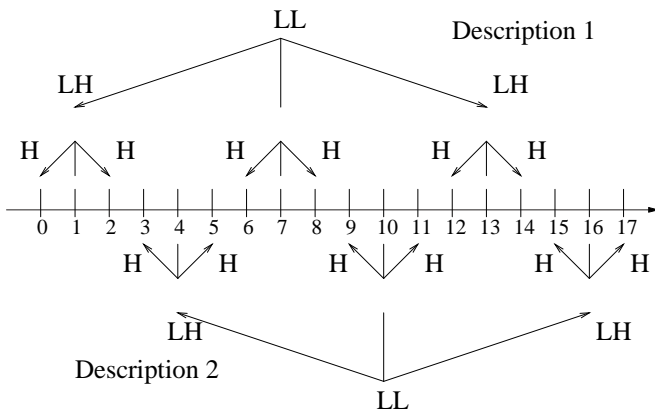 LL
Description 1
LH LH
H H H H H H
0 1 2 3 4 5 6 7 8 9 10 11 12 13 14 15 16 17
H H H H H H
LH LH
Description 2
LL